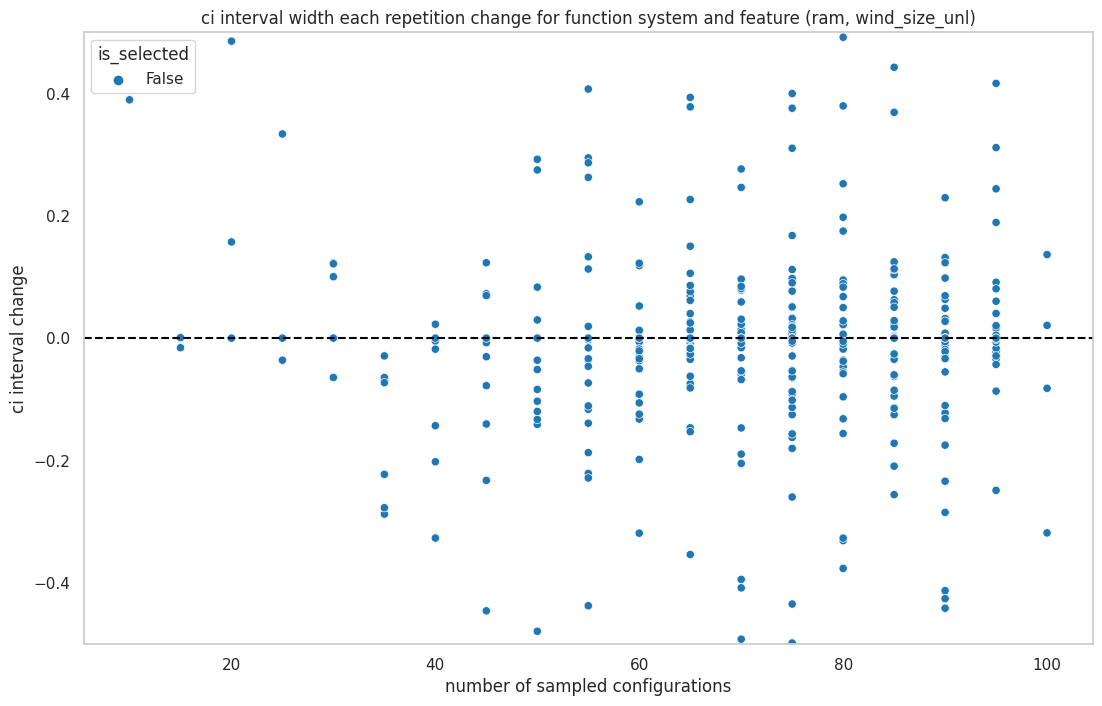 ci interval width each repetition change for function system and feature (ram, wind_size_unl)
is_selected
False
ci interval change
0.4
0.2
0.0
−0.2
−0.4
20
40
60
80
100
number of sampled configurations